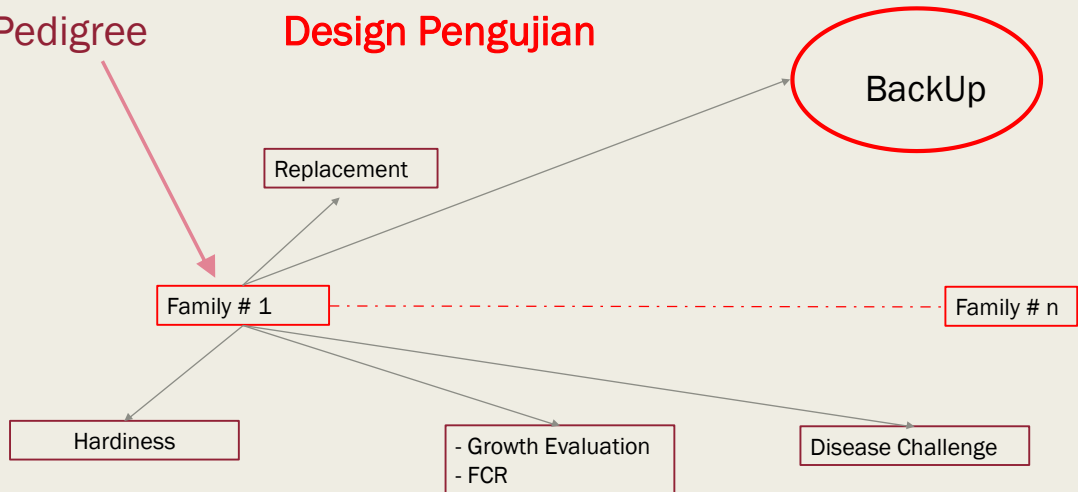 Pedigree
Design Pengujian
BackUp
Replacement
Family # 1
Family # n
Hardiness
- Growth Evaluation
- FCR
Disease Challenge